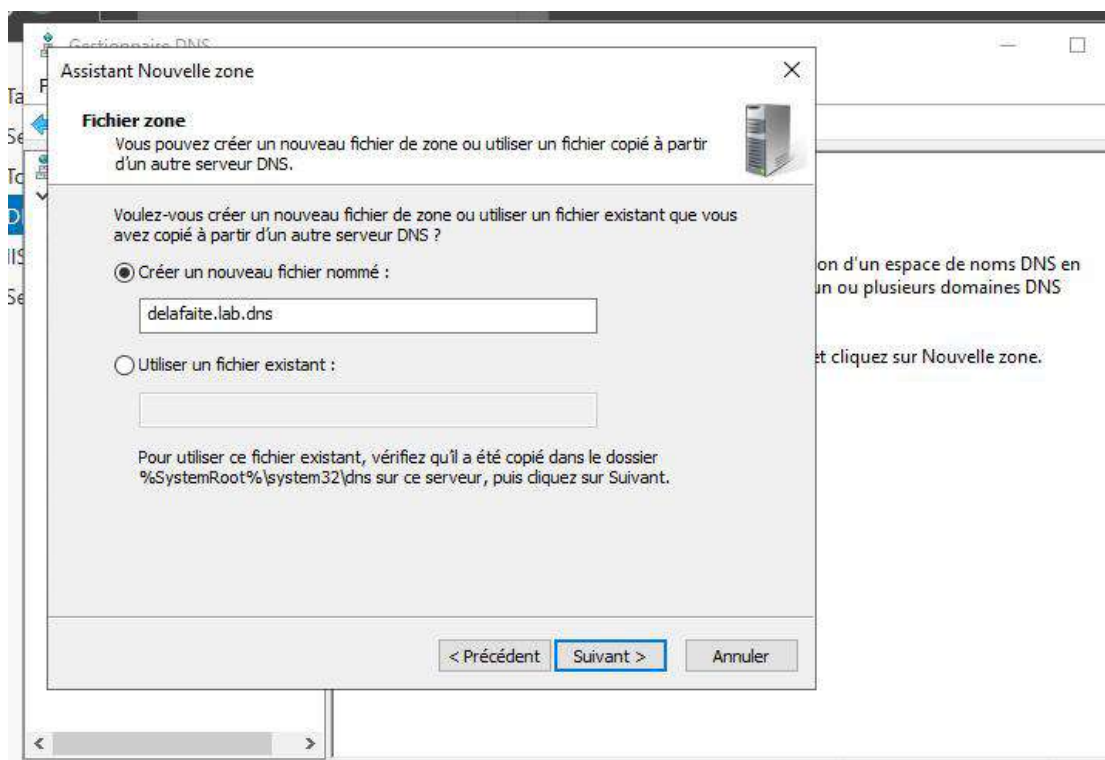 Gestionnaire DNS
Assistant Nouvelle zone
F
Ta
Fichier zone
Vous pouvez créer un nouveau fichier de zone ou utiliser un fichier copié à partir
d'un autre serveur DNS.
Se
To
Voulez-vous créer un nouveau fichier de zone ou utiliser un fichier existant que vous
avez copié à partir d'un autre serveur DNS ?
IIS
Créer un nouveau fichier nommé :
on d'un espace de noms DNS en
un ou plusieurs domaines DNS
Se
delafaite.lab.dns
Utiliser un fichier existant :
et cliquez sur Nouvelle zone.
Pour utiliser ce fichier existant, vérifiez qu'il a été copié dans le dossier
%SystemRoot%\system32\dns sur ce serveur, puis cliquez sur Suivant.
< Précédent
Suivant >
Annuler